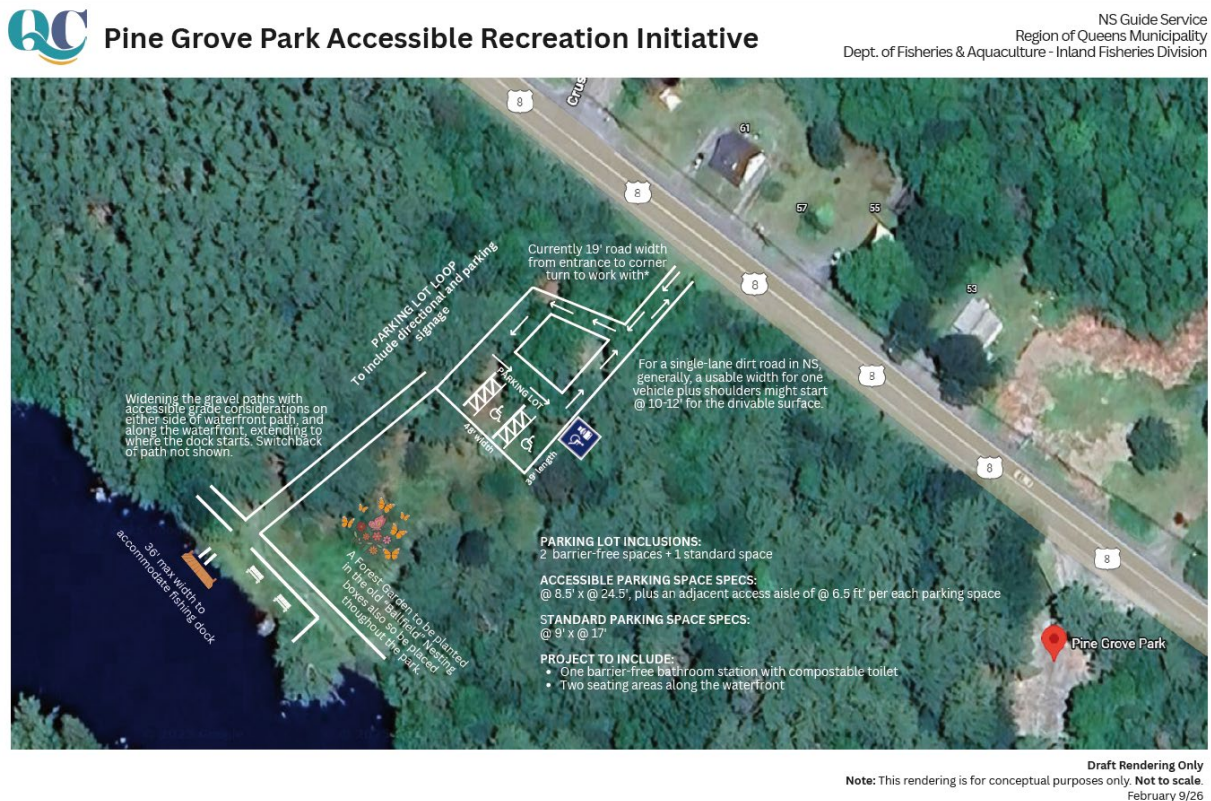 QC
Pine Grove Park Accessible Recreation Initiative
NS Guide Service
Region of Queens Municipality
Dept. of Fisheries & Aquaculture - Inland Fisheries Division
8
Crus
61
8
57
55
Currently 19' road width
from entrance to corner
turn to work with*
8
53
PARKING LOT LOOP
To include directional and parking
signage
For a single-lane dirt road in NS,
generally, a usable width for one
vehicle plus shoulders might start
@ 10-12' for the drivable surface.
8
PARKING LOT
45' width
39' length
Widening the gravel paths with
accessible grade considerations on
either side of waterfront path, and
along the waterfront, extending to
where the dock starts. Switchback
of path not shown.
8
36' max width to
accommodate fishing dock
A Forest Garden to be planted
in the old "Ballfield" Nesting
boxes also so be placed
thoughout the park.
PARKING LOT INCLUSIONS:
2 barrier-free spaces + 1 standard space
ACCESSIBLE PARKING SPACE SPECS:
@ 8.5' x @ 24.5', plus an adjacent access aisle of @ 6.5 ft' per each parking space
STANDARD PARKING SPACE SPECS:
@ 9' x @ 17'
PROJECT TO INCLUDE:
• One barrier-free bathroom station with compostable toilet
• Two seating areas along the waterfront
8
Pine Grove Park
Draft Rendering Only
Note: This rendering is for conceptual purposes only. Not to scale.
February 9/26